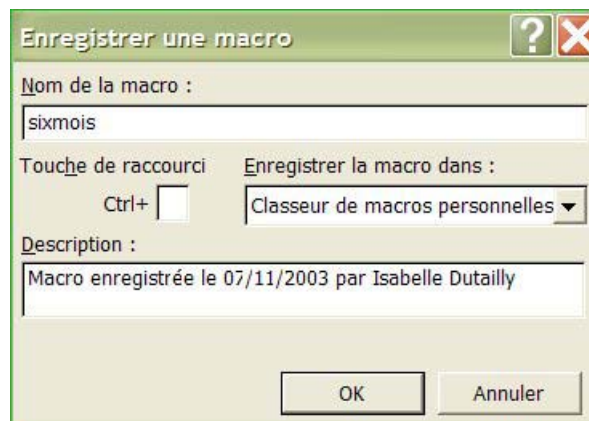 Enregistrer une macro
Nom de la macro :
sixmois
Touche de raccourci
Enregistrer la macro dans :
Ctrl+
Classeur de macros personnelles
Description :
Macro enregistrée le 07/11/2003 par Isabelle Dutailly
OK
Annuler